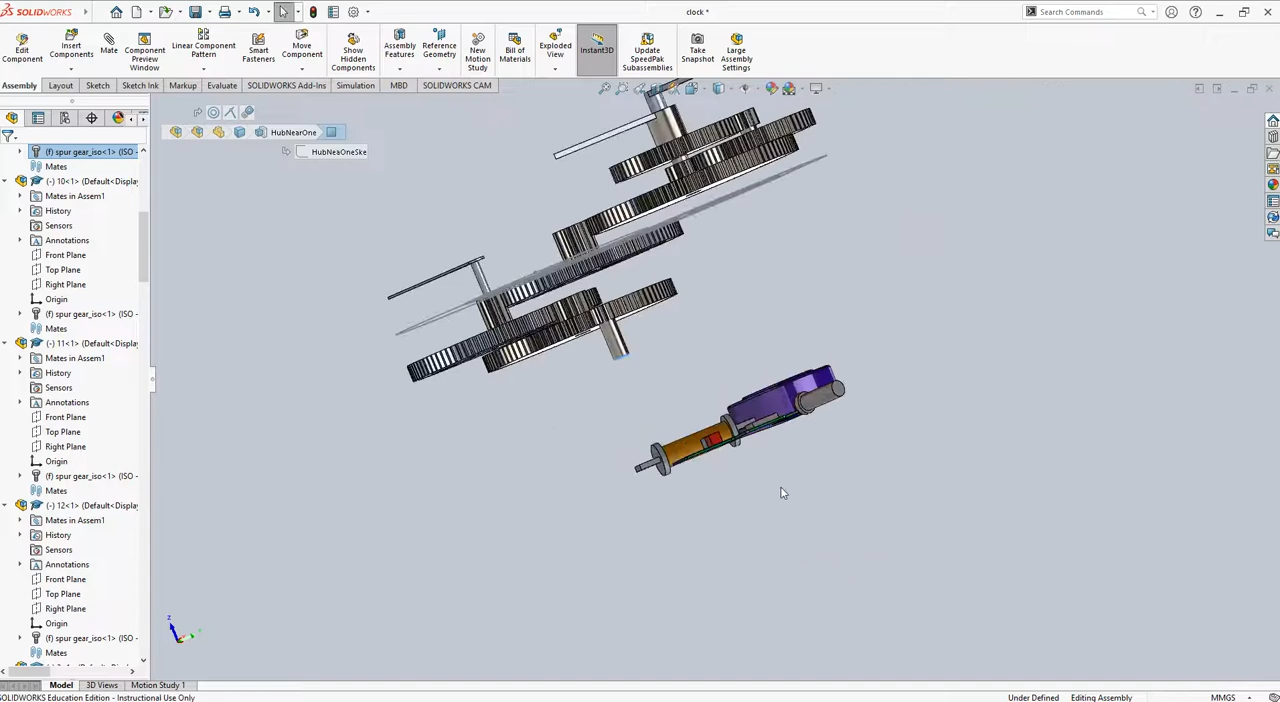 SOLIDWORKS
clock *
Search Commands
Edit Component
Insert Components
Mate
Component Preview Window
Linear Component Pattern
Smart Fasteners
Move Component
Show Hidden Components
Assembly Features
Reference Geometry
New Motion Study
Bill of Materials
Exploded View
Instant3D
Update SpeedPak Subassemblies
Take Snapshot
Large Assembly Settings
Assembly
Layout
Sketch
Sketch Ink
Markup
Evaluate
SOLIDWORKS Add-Ins
Simulation
MBD
SOLIDWORKS CAM
HubNearOne
HubNeaOneSke
(f) spur gear_iso<1> (ISO -
Mates
(-) 10<1> (Default<Display
Mates in Assem1
History
Sensors
Annotations
Front Plane
Top Plane
Right Plane
Origin
(f) spur gear_iso<1> (ISO -
Mates
(-) 11<1> (Default<Display
Mates in Assem1
History
Sensors
Annotations
Front Plane
Top Plane
Right Plane
Origin
(f) spur gear_iso<1> (ISO -
Mates
(-) 12<1> (Default<Display
Mates in Assem1
History
Sensors
Annotations
Front Plane
Top Plane
Right Plane
Origin
(f) spur gear_iso<1> (ISO -
Mates
z
Model
3D Views
Motion Study 1
SOLIDWORKS Education Edition - Instructional Use Only
Under Defined
Editing Assembly
MMGS